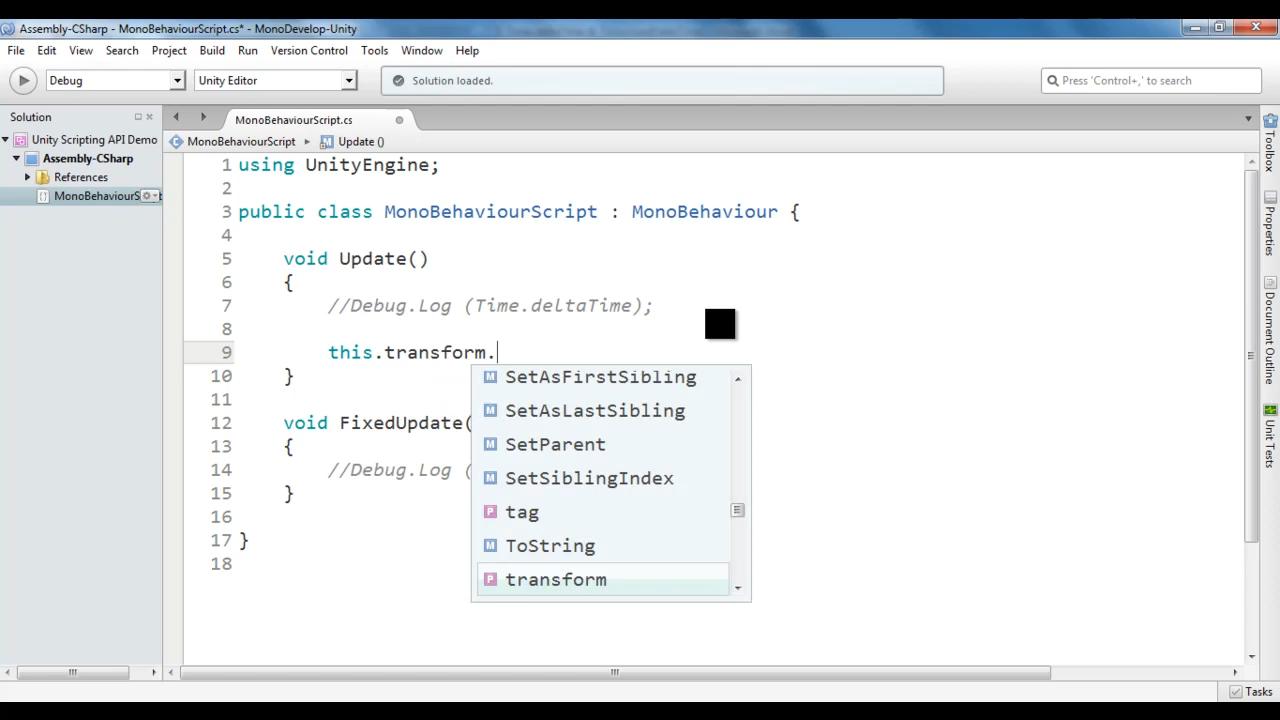 Assembly-CSharp - MonoBehaviourScript.cs* - MonoDevelop-Unity
File Edit View Search Project Build Run Version Control Tools Window Help
Debug Unity Editor Solution loaded. Press 'Control+,' to search
Solution
MonoBehaviourScript.cs
Unity Scripting API Demo
Assembly-CSharp
References
MonoBehaviourS
MonoBehaviourScript Update ()
1 using UnityEngine;
2
3 public class MonoBehaviourScript : MonoBehaviour {
4
5 void Update()
6 {
7 //Debug.Log (Time.deltaTime);
8
9 this.transform.
10 }
11
12 void FixedUpdate(
13 {
14 //Debug.Log (
15 }
16
17 }
18
SetAsFirstSibling
SetAsLastSibling
SetParent
SetSiblingIndex
tag
ToString
transform
Toolbox
Properties
Document Outline
Unit Tests
Tasks